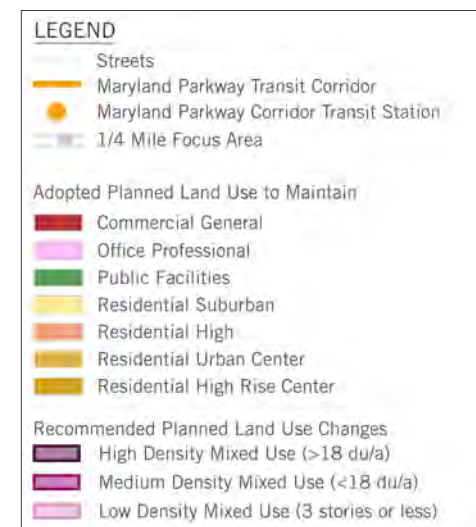 LEGEND
Streets
Maryland Parkway Transit Corridor
Maryland Parkway Corridor Transit Station
1/4 Mile Focus Area
Adopted Planned Land Use to Maintain
Commercial General
Office Professional
Public Facilities
Residential Suburban
Residential High
Residential Urban Center
Residential High Rise Center
Recommended Planned Land Use Changes
High Density Mixed Use (>18 du/a)
Medium Density Mixed Use (<18 du/a)
Low Density Mixed Use (3 stories or less)